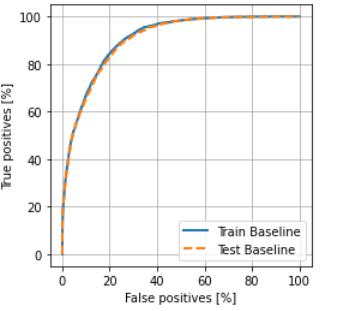 100
80
60
40
20
0
True positives [%]
Train Baseline
Test Baseline
0 20 40 60 80 100
False positives [%]